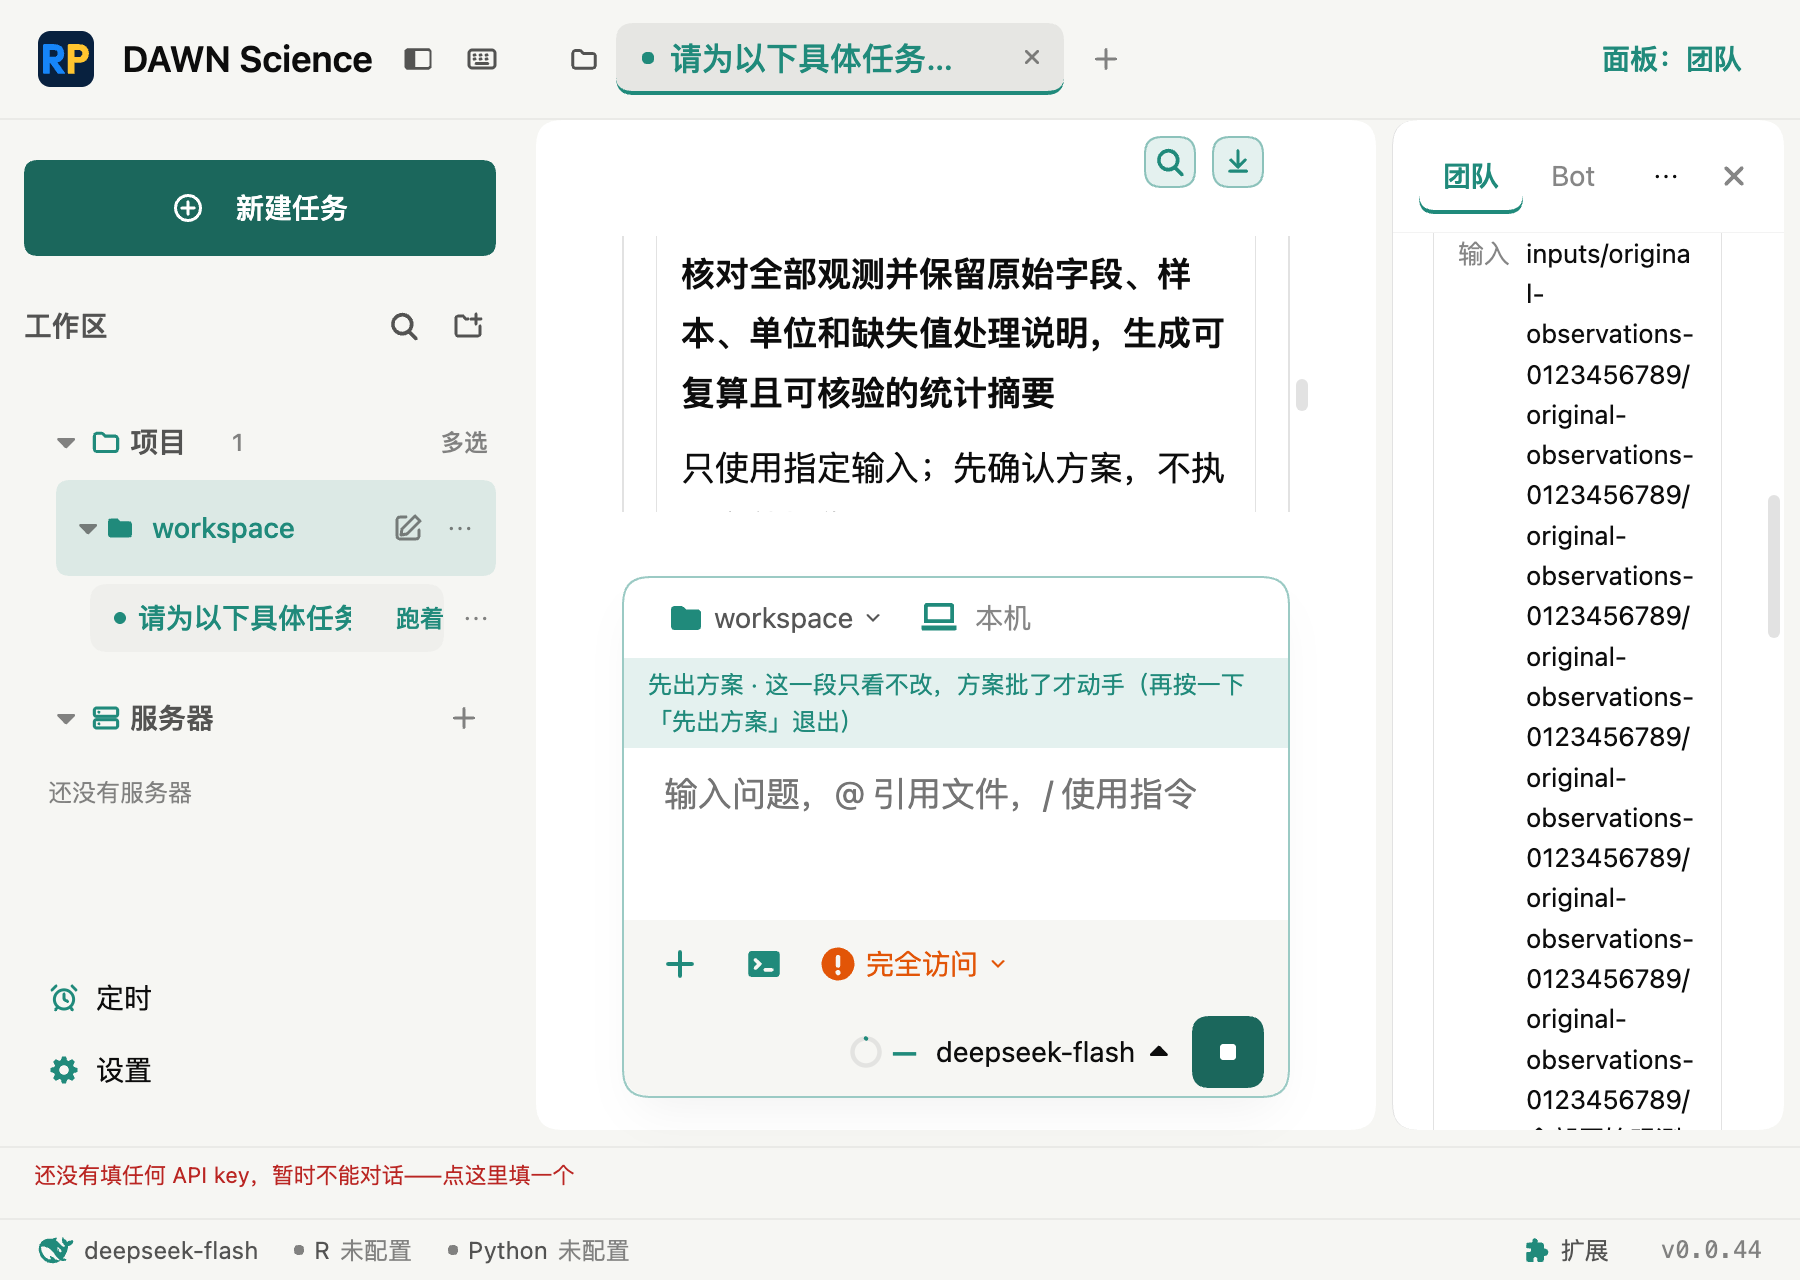 RP DAWN Science
请为以下具体任务...
面板：团队
新建任务
工作区
项目 1 多选
workspace
请为以下具体任务 跑着
服务器
还没有服务器
定时
设置
核对全部观测并保留原始字段、样
本、单位和缺失值处理说明，生成可
复算且可核验的统计摘要
只使用指定输入；先确认方案，不执
workspace 本机
先出方案 · 这一段只看不改，方案批了才动手（再按一下
「先出方案」退出）
输入问题，@ 引用文件，/ 使用指令
完全访问
deepseek-flash
团队 Bot ...
输入 inputs/origina
l-
observations-
0123456789/
original-
observations-
0123456789/
original-
observations-
0123456789/
original-
observations-
0123456789/
original-
observations-
0123456789/
original-
observations-
0123456789/
original-
observations-
0123456789/
还没有填任何 API key，暂时不能对话——点这里填一个
deepseek-flash R 未配置 Python 未配置
扩展 v0.0.44